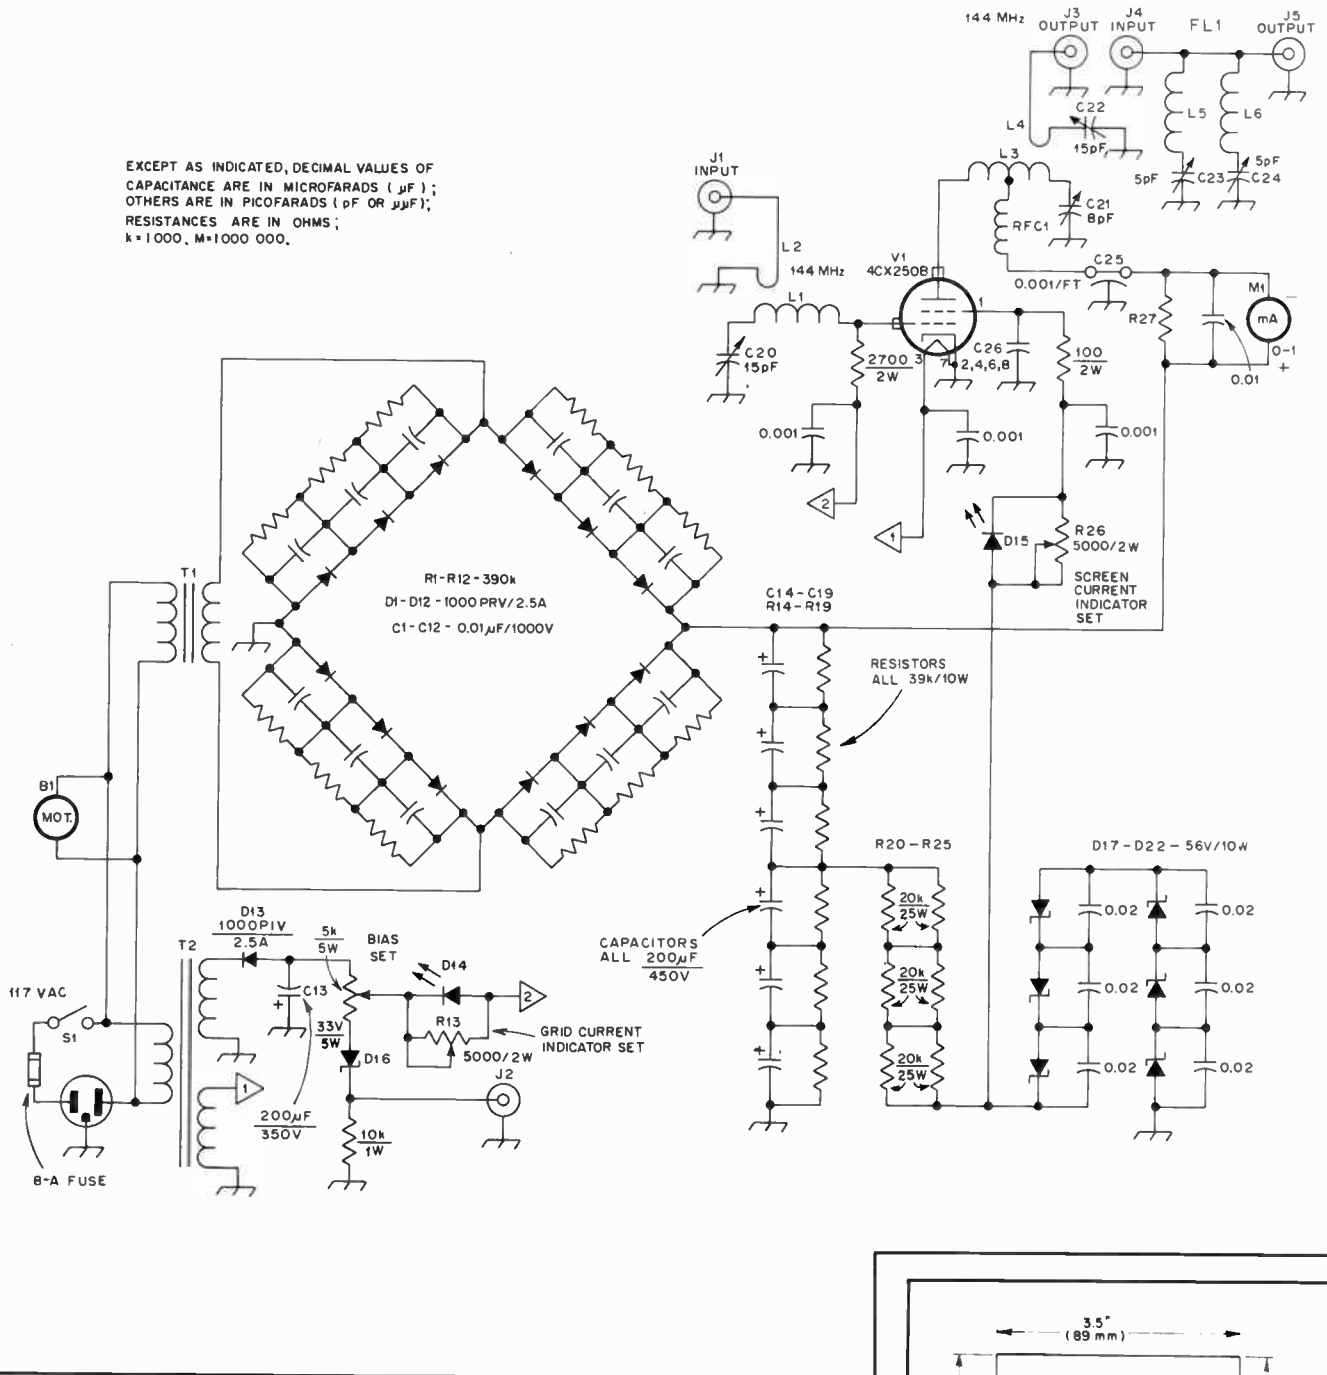 144 MHz
J3
OUTPUT
J4
INPUT
FL1
J5
OUTPUT
C22
15pF
L4
L5
L6
5pF
C23
5pF
C24
EXCEPT AS INDICATED, DECIMAL VALUES OF
CAPACITANCE ARE IN MICROFARADS ( µF ) ;
OTHERS ARE IN PICOFARADS ( pF OR µµF);
RESISTANCES ARE IN OHMS ;
k=1000, M=1000 000.
J1
INPUT
L2
144 MHz
L3
C21
8pF
RFC1
V1
4CX250B
C25
0.001/FT
M1
mA
0-1
+
−
R27
0.01
L1
C20
15pF
2700
2W
1
3
7
2,4,6,8
C26
100
2W
0.001
0.001
0.001
2
1
D15
R26
5000/2W
SCREEN
CURRENT
INDICATOR
SET
T1
R1-R12-390k
D1-D12-1000 PRV/2.5A
C1-C12-0.01µF/1000V
C14-C19
R14-R19
+
+
+
+
+
+
RESISTORS
ALL 39k/10W
B1
MOT.
R20-R25
20k
25W
20k
25W
20k
25W
D17-D22-56V/10W
0.02
0.02
0.02
0.02
0.02
0.02
CAPACITORS
ALL 200µF
450V
T2
D13
1000PIV
2.5A
5k
5W
BIAS
SET
D14
2
C13
+
R13
5000/2W
GRID CURRENT
INDICATOR SET
33V
5W
D16
J2
117 VAC
S1
1
200µF
350V
10k
1W
8-A FUSE
3.5"
(89 mm)